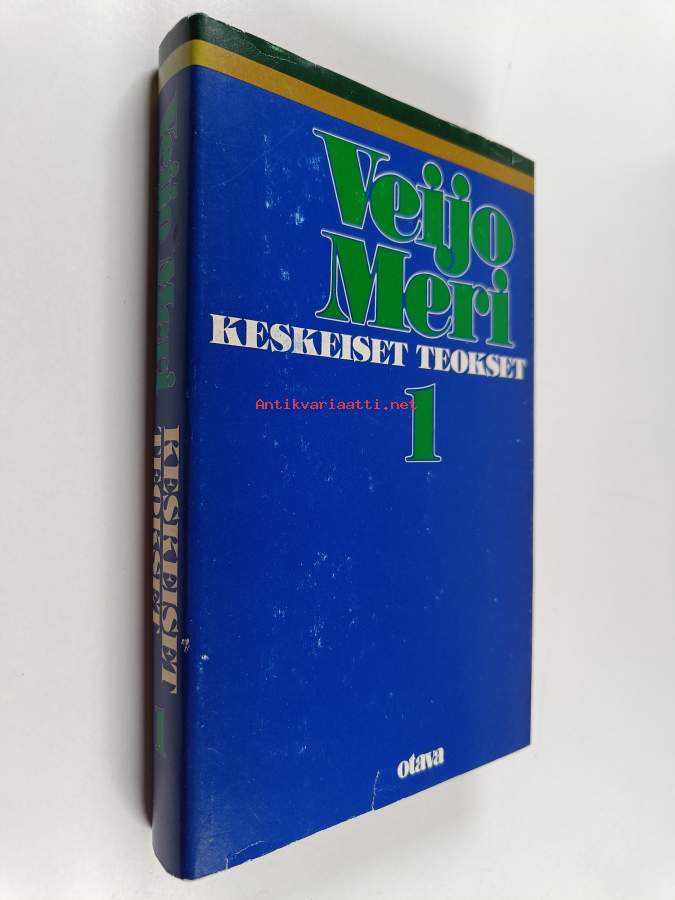 Veijo
Meri
KESKEISET TEOKSET
1
Antikvariaatti.net
otava
Veijo Meri
KESKEISET
TEOKSET
1